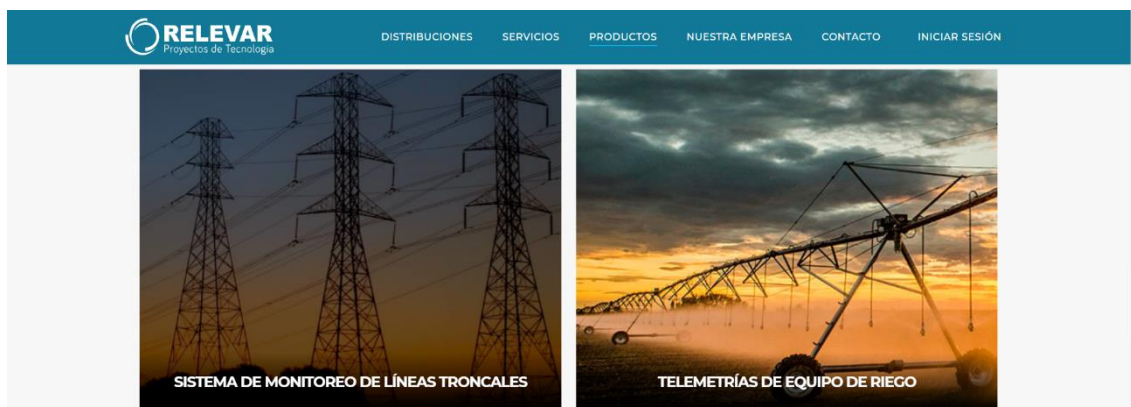 RELEVAR
Proyectos de Tecnología
DISTRIBUCIONES SERVICIOS PRODUCTOS NUESTRA EMPRESA CONTACTO INICIAR SESIÓN
SISTEMA DE MONITOREO DE LÍNEAS TRONCALES
TELEMETRÍAS DE EQUIPO DE RIEGO